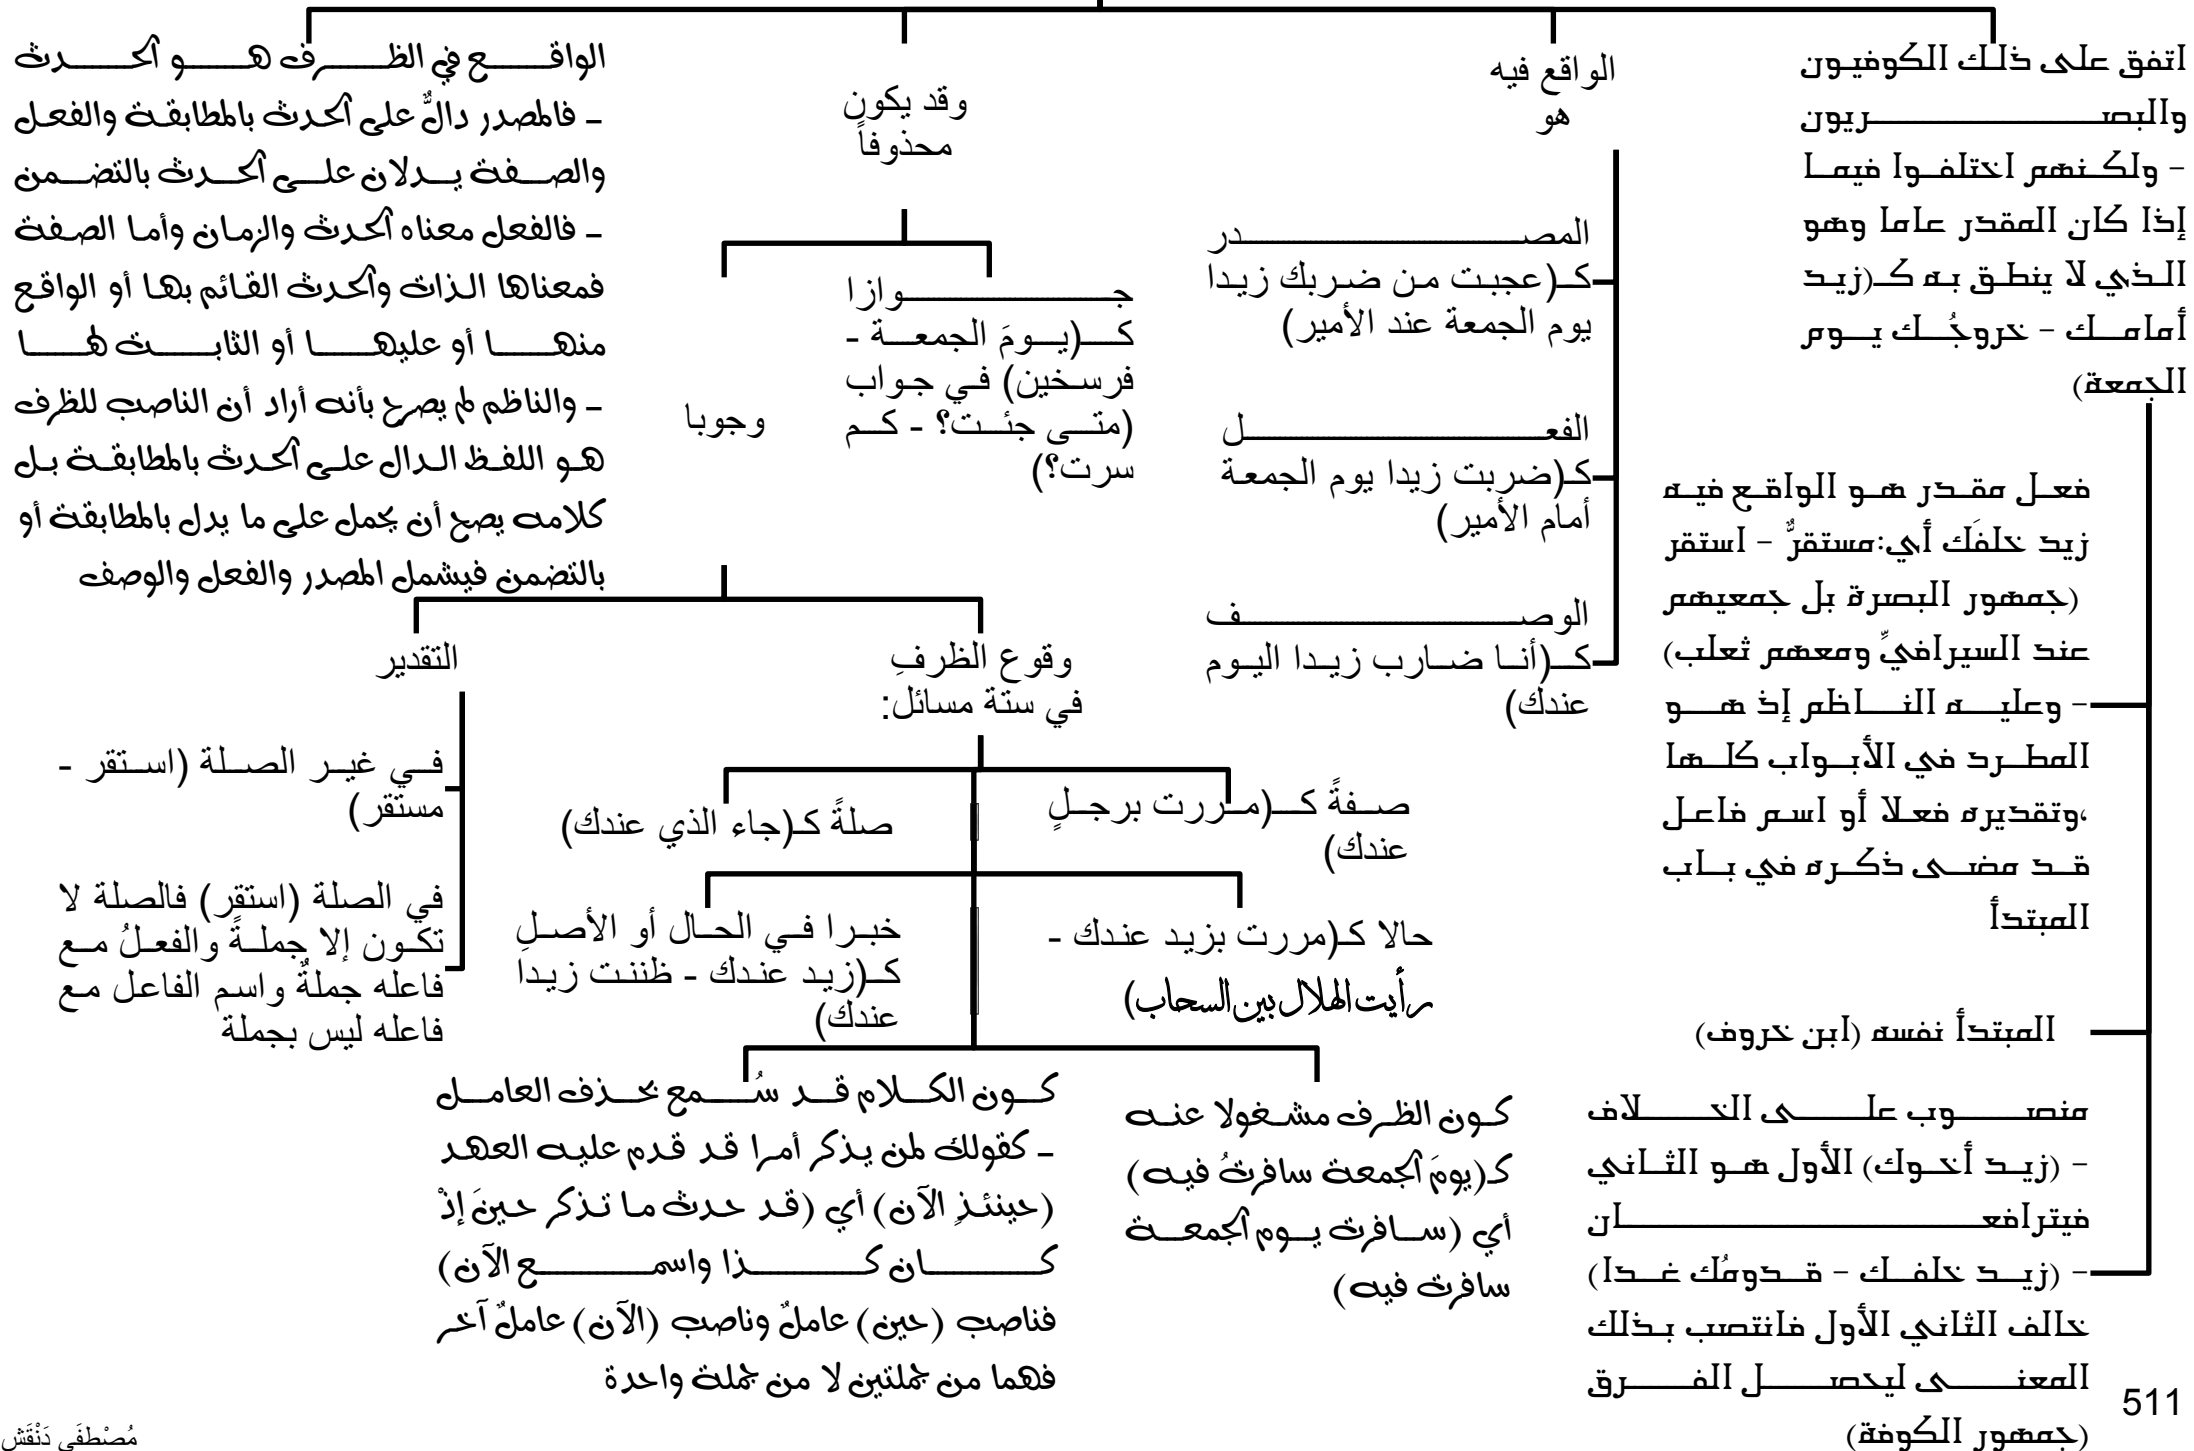 اتفق على ذلك الكوفيون
والبصريون
- ولكنهم اختلفوا فيما
إذا كان المقدر عاما وهو
الذي لا ينطق به كـ(زيد
أمامك - خروجُك يوم
الجمعة)
فعل مقدر هو الواقع فيه
زيد خلفَك أي:مستقرٌّ - استقر
(جمهور البصرة بل جمعيهم
عند السيرافيِّ ومعهم ثعلب)
- وعليه الناظم إذ هو
المطرد في الأبواب كلها
،وتقديره فعلا أو اسم فاعل
قد مضى ذكره في باب
المبتدأ
المبتدأ نفسه (ابن خروف)
منصوب على الخلاف
- (زيد أخوك) الأول هو الثاني
فيترافعان
- (زيد خلفك - قدومُك غدا)
خالف الثاني الأول فانتصب بذلك
المعنى ليحصل الفرق
(جمهور الكوفة)
الواقع فيه
هو
المصدر
كـ(عجبت من ضربك زيدا
يوم الجمعة عند الأمير)
الفعل
كـ(ضربت زيدا يوم الجمعة
أمام الأمير)
الوصف
كـ(أنا ضارب زيدا اليوم
عندك)
وقد يكون
محذوفاً
جوازا
كـ(يومَ الجمعة -
فرسخين) في جواب
(متى جئت؟ - كم
سرت؟)
وجوبا
وقوع الظرفِ
في ستة مسائل:
صفةً كـ(مررت برجلٍ
عندك)
صلةً كـ(جاء الذي عندك)
حالا كـ(مررت بزيد عندك -
رأيت الهلال بين السحاب)
خبرا في الحال أو الأصلِ
كـ(زيد عندك - ظننت زيدا
عندك)
كون الظرف مشغولا عنه
كـ(يومَ الجمعة سافرتُ فيه)
أي (سافرت يوم الجمعة
سافرت فيه)
كون الكلام قد سُمع بحذف العامل
- كقولك لمن يذكر أمرا قد قدم عليه العهد
(حينئذٍ الآن) أي (قد حدث ما تذكر حينَ إذْ
كان كذا واسمع الآن)
فناصب (حين) عاملٌ وناصب (الآن) عاملٌ آخر
فهما من جملتين لا من جملة واحدة
التقدير
في غير الصلة (استقر -
مستقر)
في الصلة (استقر) فالصلة لا
تكون إلا جملةً والفعلُ مع
فاعله جملةٌ واسم الفاعل مع
فاعله ليس بجملة
الواقع في الظرف هو الحدث
- فالمصدر دالٌّ على الحدث بالمطابقة والفعل
والصفة يدلان على الحدث بالتضمن
- فالفعل معناه الحدث والزمان وأما الصفة
فمعناها الذات والحدث القائم بها أو الواقع
منها أو عليها أو الثابت لها
- والناظم لم يصرح بأنه أراد أن الناصب للظرف
هو اللفظ الدال على الحدث بالمطابقة بل
كلامه يصح أن يحمل على ما يدل بالمطابقة أو
بالتضمن فيشمل المصدر والفعل والوصف
511
مُصْطفَى دَنْقَش